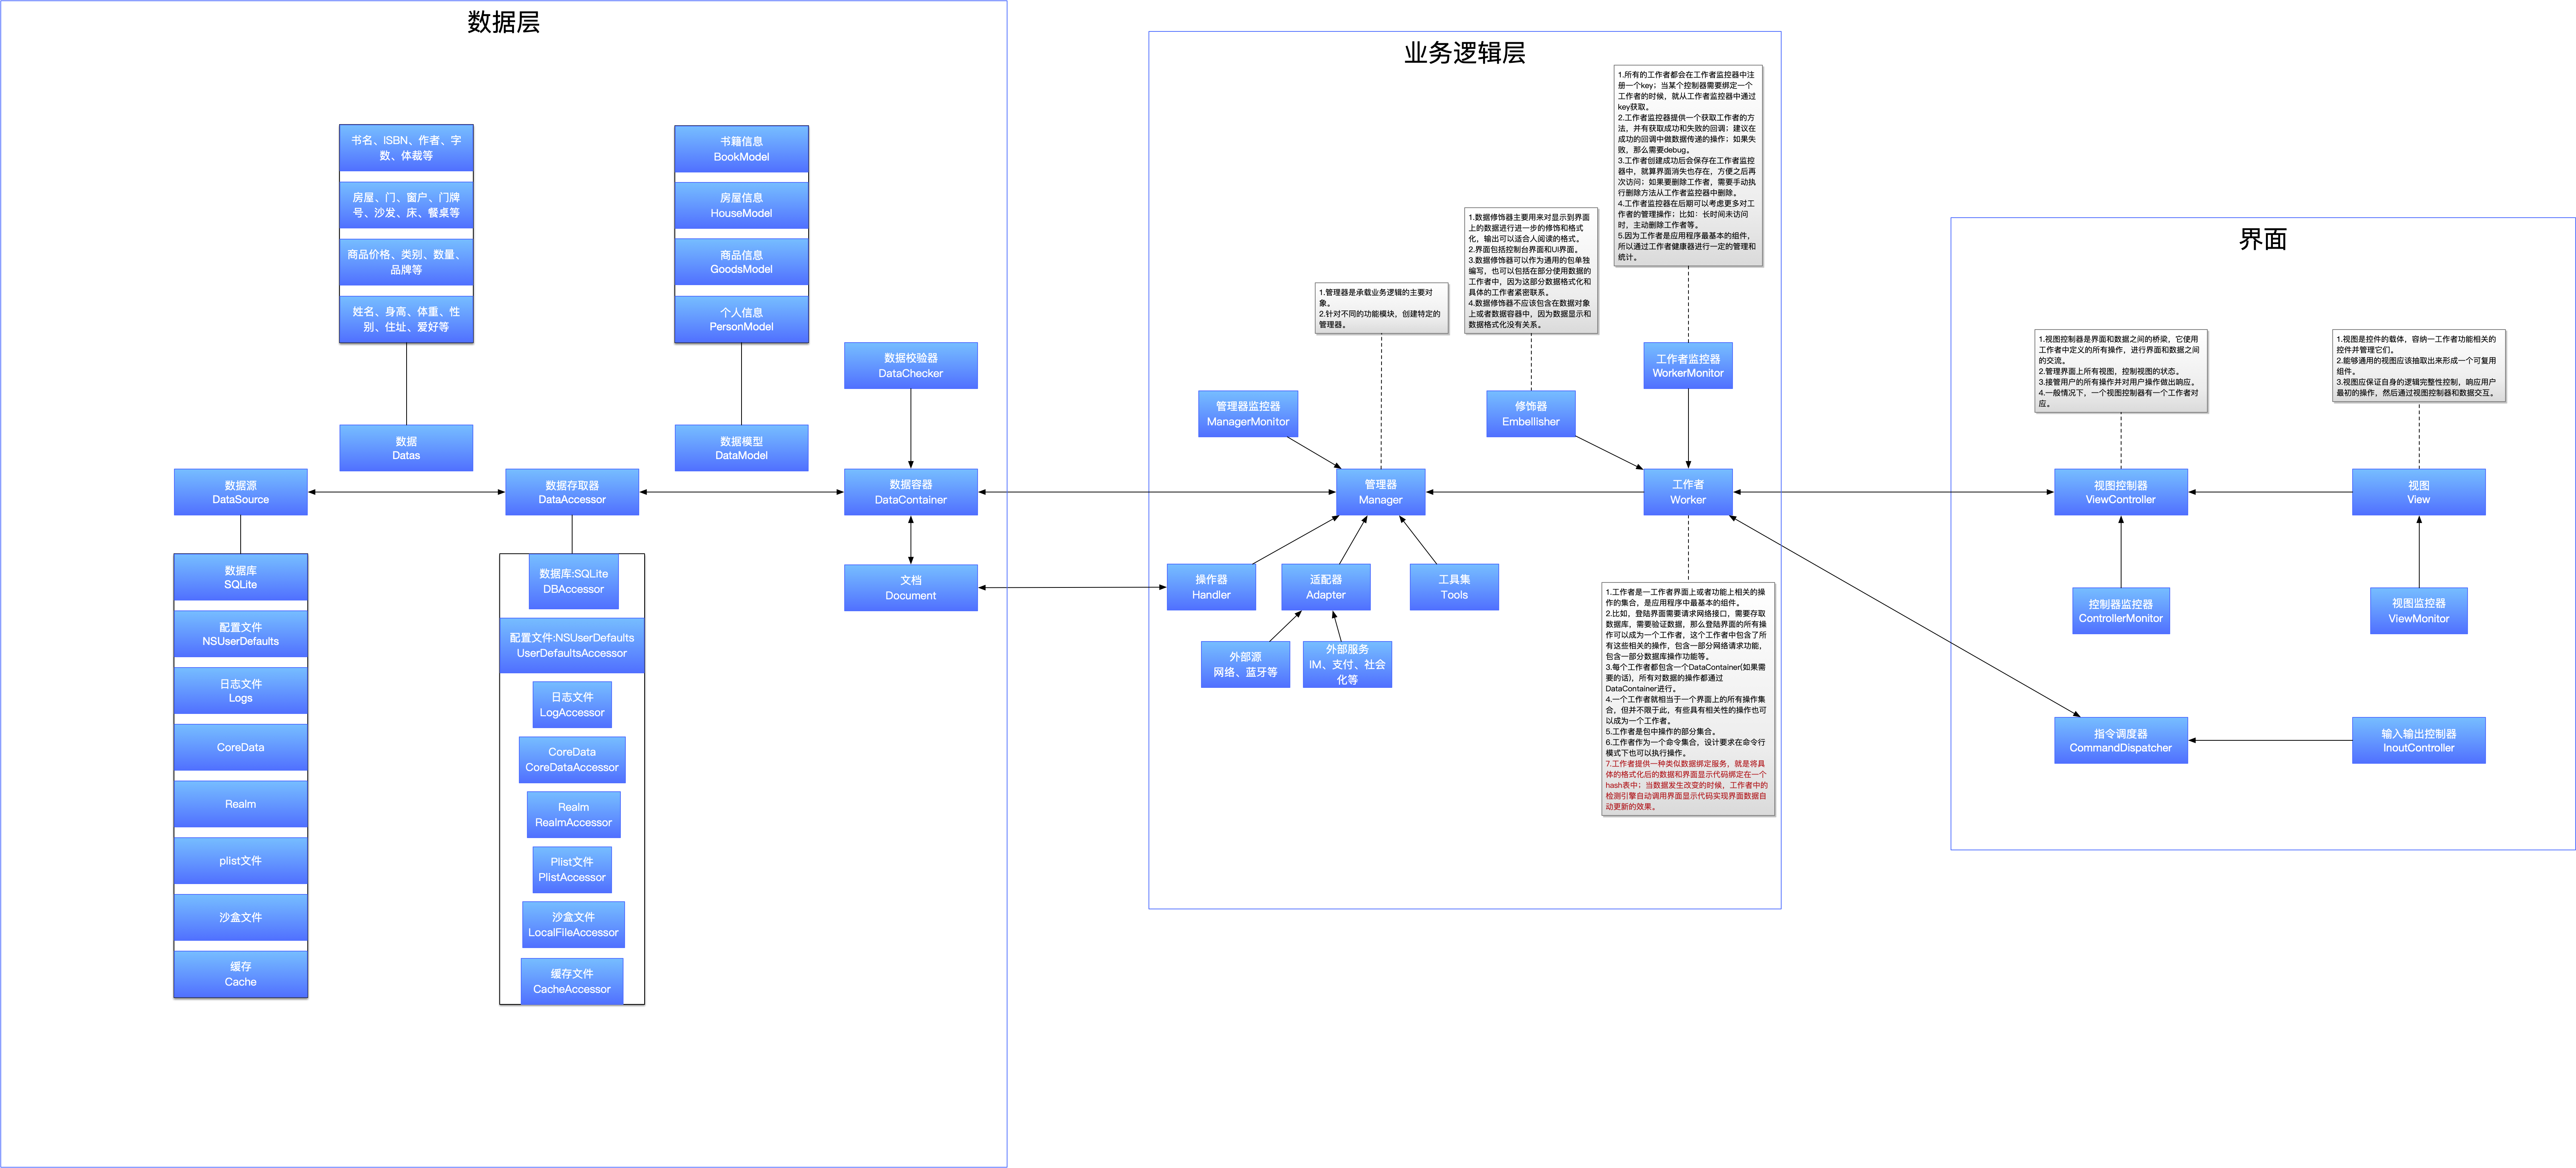 数据层
书名、ISBN、作者、字
数、体裁等
房屋、门、窗户、门牌
号、沙发、床、餐桌等
商品价格、类别、数量、
品牌等
姓名、身高、体重、性
别、住址、爱好等
数据
Datas
书籍信息
BookModel
房屋信息
HouseModel
商品信息
GoodsModel
个人信息
PersonModel
数据模型
DataModel
数据校验器
DataChecker
数据源
DataSource
数据存取器
DataAccessor
数据容器
DataContainer
文档
Document
数据库
SQLite
配置文件
NSUserDefaults
日志文件
Logs
CoreData
Realm
plist文件
沙盒文件
缓存
Cache
数据库:SQLite
DBAccessor
配置文件:NSUserDefaults
UserDefaultsAccessor
日志文件
LogAccessor
CoreData
CoreDataAccessor
Realm
RealmAccessor
Plist文件
PlistAccessor
沙盒文件
LocalFileAccessor
缓存文件
CacheAccessor
业务逻辑层
1.管理器是承载业务逻辑的主要对
象。
2.针对不同的功能模块，创建特定的
管理器。
1.数据修饰器主要用来对显示到界面
上的数据进行进一步的修饰和格式
化，输出可以适合人阅读的格式。
2.界面包括控制台界面和UI界面。
3.数据修饰器可以作为通用的包单独
编写，也可以包括在部分使用数据的
工作者中，因为这部分数据格式化和
具体的工作者紧密联系。
4.数据修饰器不应该包含在数据对象
上或者数据容器中，因为数据显示和
数据格式化没有关系。
1.所有的工作者都会在工作者监控器中注
册一个key；当某个控制器需要绑定一个
工作者的时候，就从工作者监控器中通过
key获取。
2.工作者监控器提供一个获取工作者的方
法，并有获取成功和失败的回调；建议在
成功的回调中做数据传递的操作；如果失
败，那么需要debug。
3.工作者创建成功后会保存在工作者监控
器中，就算界面消失也存在，方便之后再
次访问；如果要删除工作者，需要手动执
行删除方法从工作者监控器中删除。
4.工作者监控器在后期可以考虑更多对工
作者的管理操作；比如：长时间未访问
时，主动删除工作者等。
5.因为工作者是应用程序最基本的组件，
所以通过工作者健康器进行一定的管理和
统计。
管理器监控器
ManagerMonitor
修饰器
Embellisher
工作者监控器
WorkerMonitor
管理器
Manager
工作者
Worker
操作器
Handler
适配器
Adapter
工具集
Tools
外部源
网络、蓝牙等
外部服务
IM、支付、社会
化等
1.工作者是一工作者界面上或者功能上相关的操
作的集合，是应用程序中最基本的组件。
2.比如，登陆界面需要请求网络接口，需要存取
数据库，需要验证数据，那么登陆界面的所有操
作可以成为一个工作者，这个工作者中包含了所
有这些相关的操作，包含一部分网络请求功能，
包含一部分数据库操作功能等。
3.每个工作者都包含一个DataContainer(如果需
要的话)，所有对数据的操作都通过
DataContainer进行。
4.一个工作者就相当于一个界面上的所有操作集
合，但并不限于此，有些具有相关性的操作也可
以成为一个工作者。
5.工作者是包中操作的部分集合。
6.工作者作为一个命令集合，设计要求在命令行
模式下也可以执行操作。
7.工作者提供一种类似数据绑定服务，就是将具
体的格式化后的数据和界面显示代码绑定在一个
hash表中；当数据发生改变的时候，工作者中的
检测引擎自动调用界面显示代码实现界面数据自
动更新的效果。
界面
1.视图控制器是界面和数据之间的桥梁，它使用
工作者中定义的所有操作，进行界面和数据之间
的交流。
2.管理界面上所有视图，控制视图的状态。
3.接管用户的所有操作并对用户操作做出响应。
4.一般情况下，一个视图控制器有一个工作者对
应。
1.视图是控件的载体，容纳一工作者功能相关的
控件并管理它们。
2.能够通用的视图应该抽取出来形成一个可复用
组件。
3.视图应保证自身的逻辑完整性控制，响应用户
最初的操作，然后通过视图控制器和数据交互。
视图控制器
ViewController
视图
View
控制器监控器
ControllerMonitor
视图监控器
ViewMonitor
指令调度器
CommandDispatcher
输入输出控制器
InoutController